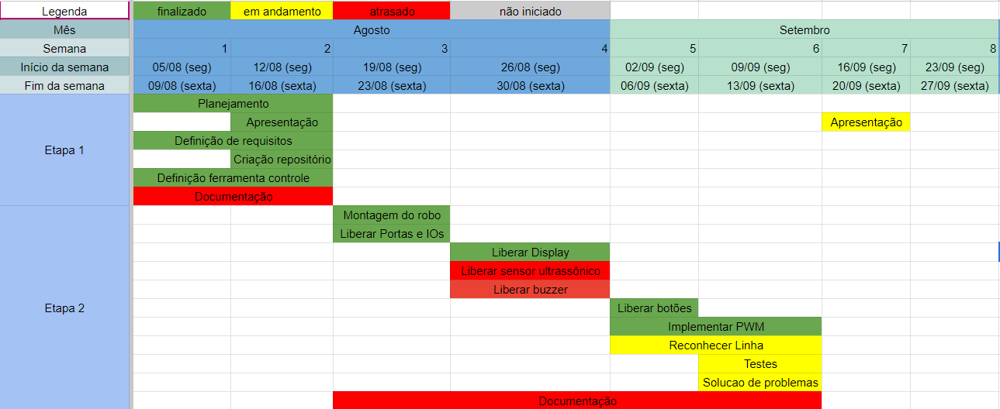 Legenda finalizado em andamento atrasado não iniciado
Mês Agosto Setembro
Semana 1 2 3 4 5 6 7 8
Início da semana 05/08 (seg) 12/08 (seg) 19/08 (seg) 26/08 (seg) 02/09 (seg) 09/09 (seg) 16/09 (seg) 23/09 (seg)
Fim da semana 09/08 (sexta) 16/08 (sexta) 23/08 (sexta) 30/08 (sexta) 06/09 (sexta) 13/09 (sexta) 20/09 (sexta) 27/09 (sexta)
Planejamento
Apresentação Apresentação
Definição de requisitos
Etapa 1
Criação repositório
Definição ferramenta controle
Documentação
Montagem do robo
Liberar Portas e IOs
Liberar Display
Liberar sensor ultrassônico
Liberar buzzer
Etapa 2 Liberar botões
Implementar PWM
Reconhecer Linha
Testes
Solucao de problemas
Documentação